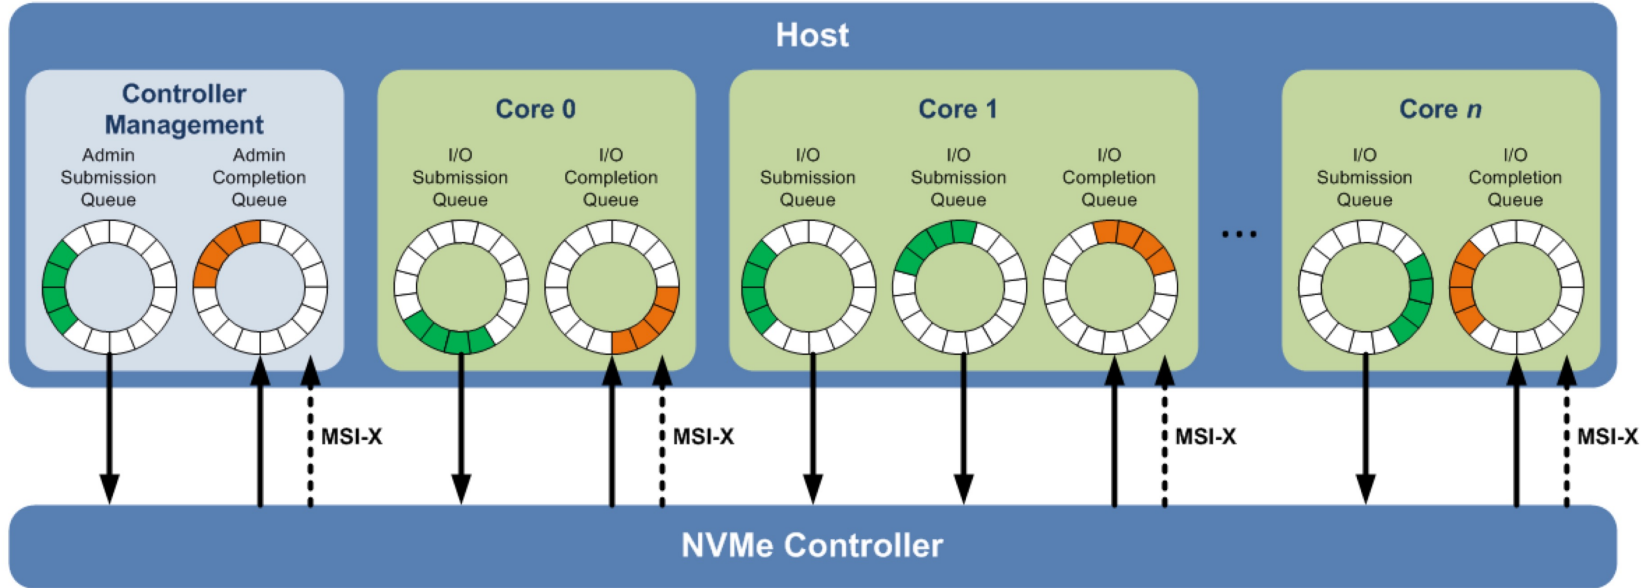 Host
Controller
Management
Admin
Submission
Queue
Admin
Completion
Queue
Core 0
I/O
Submission
Queue
I/O
Completion
Queue
Core 1
I/O
Submission
Queue
I/O
Submission
Queue
I/O
Completion
Queue
...
Core n
I/O
Submission
Queue
I/O
Completion
Queue
MSI-X
MSI-X
MSI-X
MSI-X
NVMe Controller